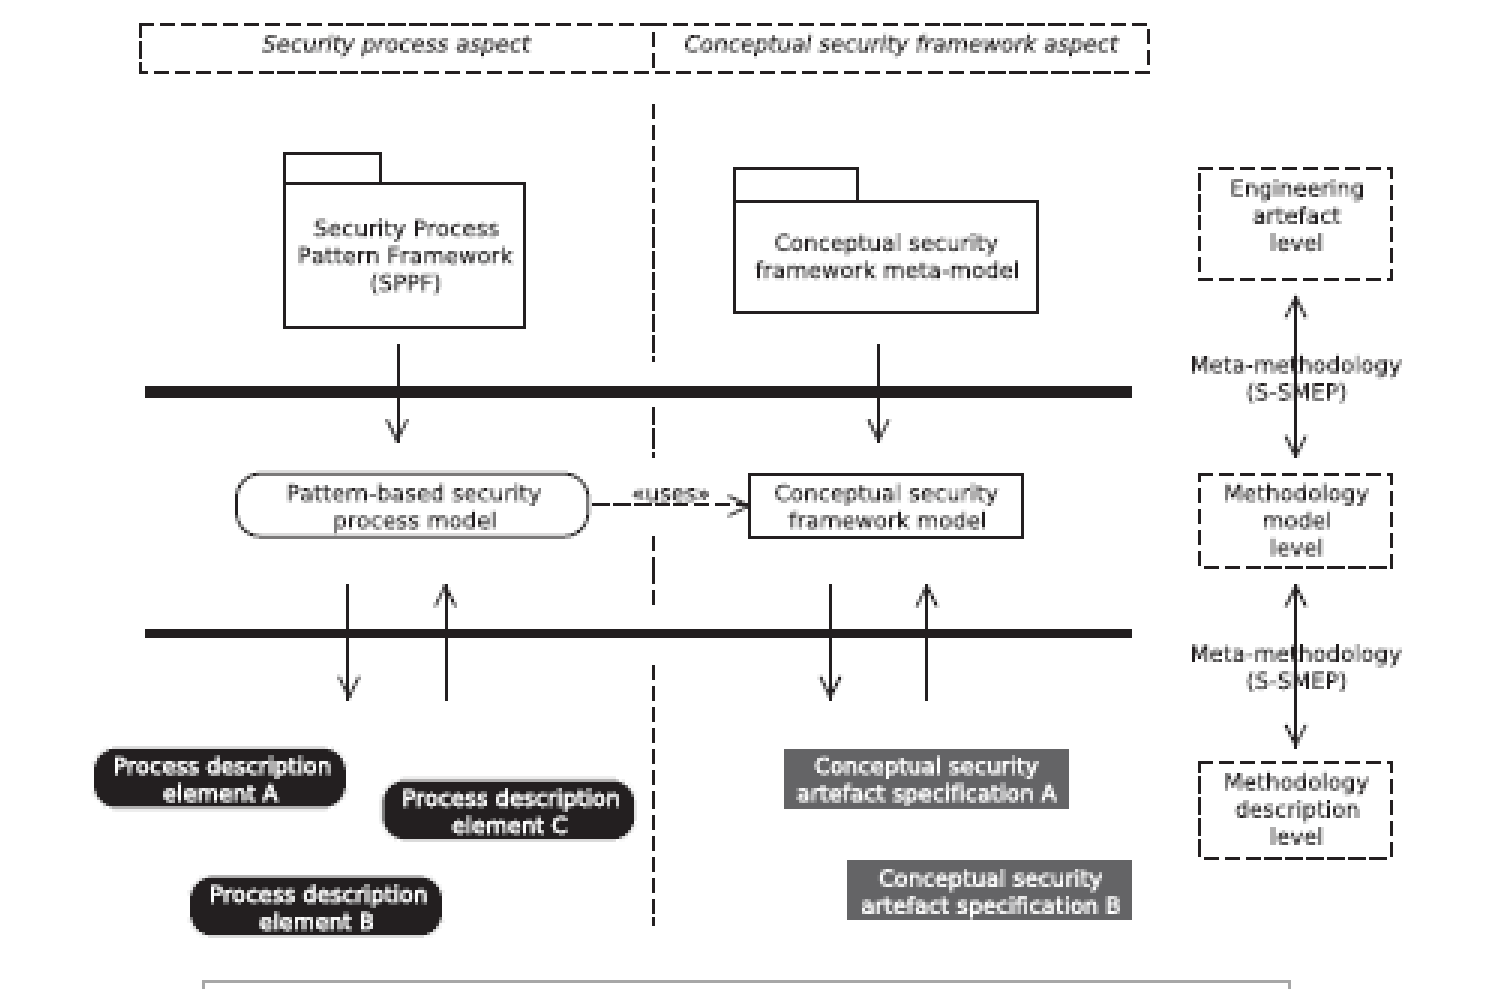 Security process aspect
Conceptual security framework aspect
Security Process
Pattern Framework
(SPPF)
Conceptual security
framework meta-model
Engineering
artefact
level
Meta-methodology
(S-SMEP)
Pattern-based security
process model
«uses»
Conceptual security
framework model
Methodology
model
level
Meta-methodology
(S-SMEP)
Process description
element A
Process description
element C
Process description
element B
Conceptual security
artefact specification A
Conceptual security
artefact specification B
Methodology
description
level